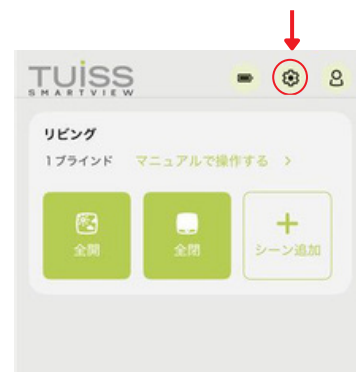 TUiSS
SMARTVIEW
リビング
1ブラインド マニュアルで操作する >
全開 全閉 シーン追加